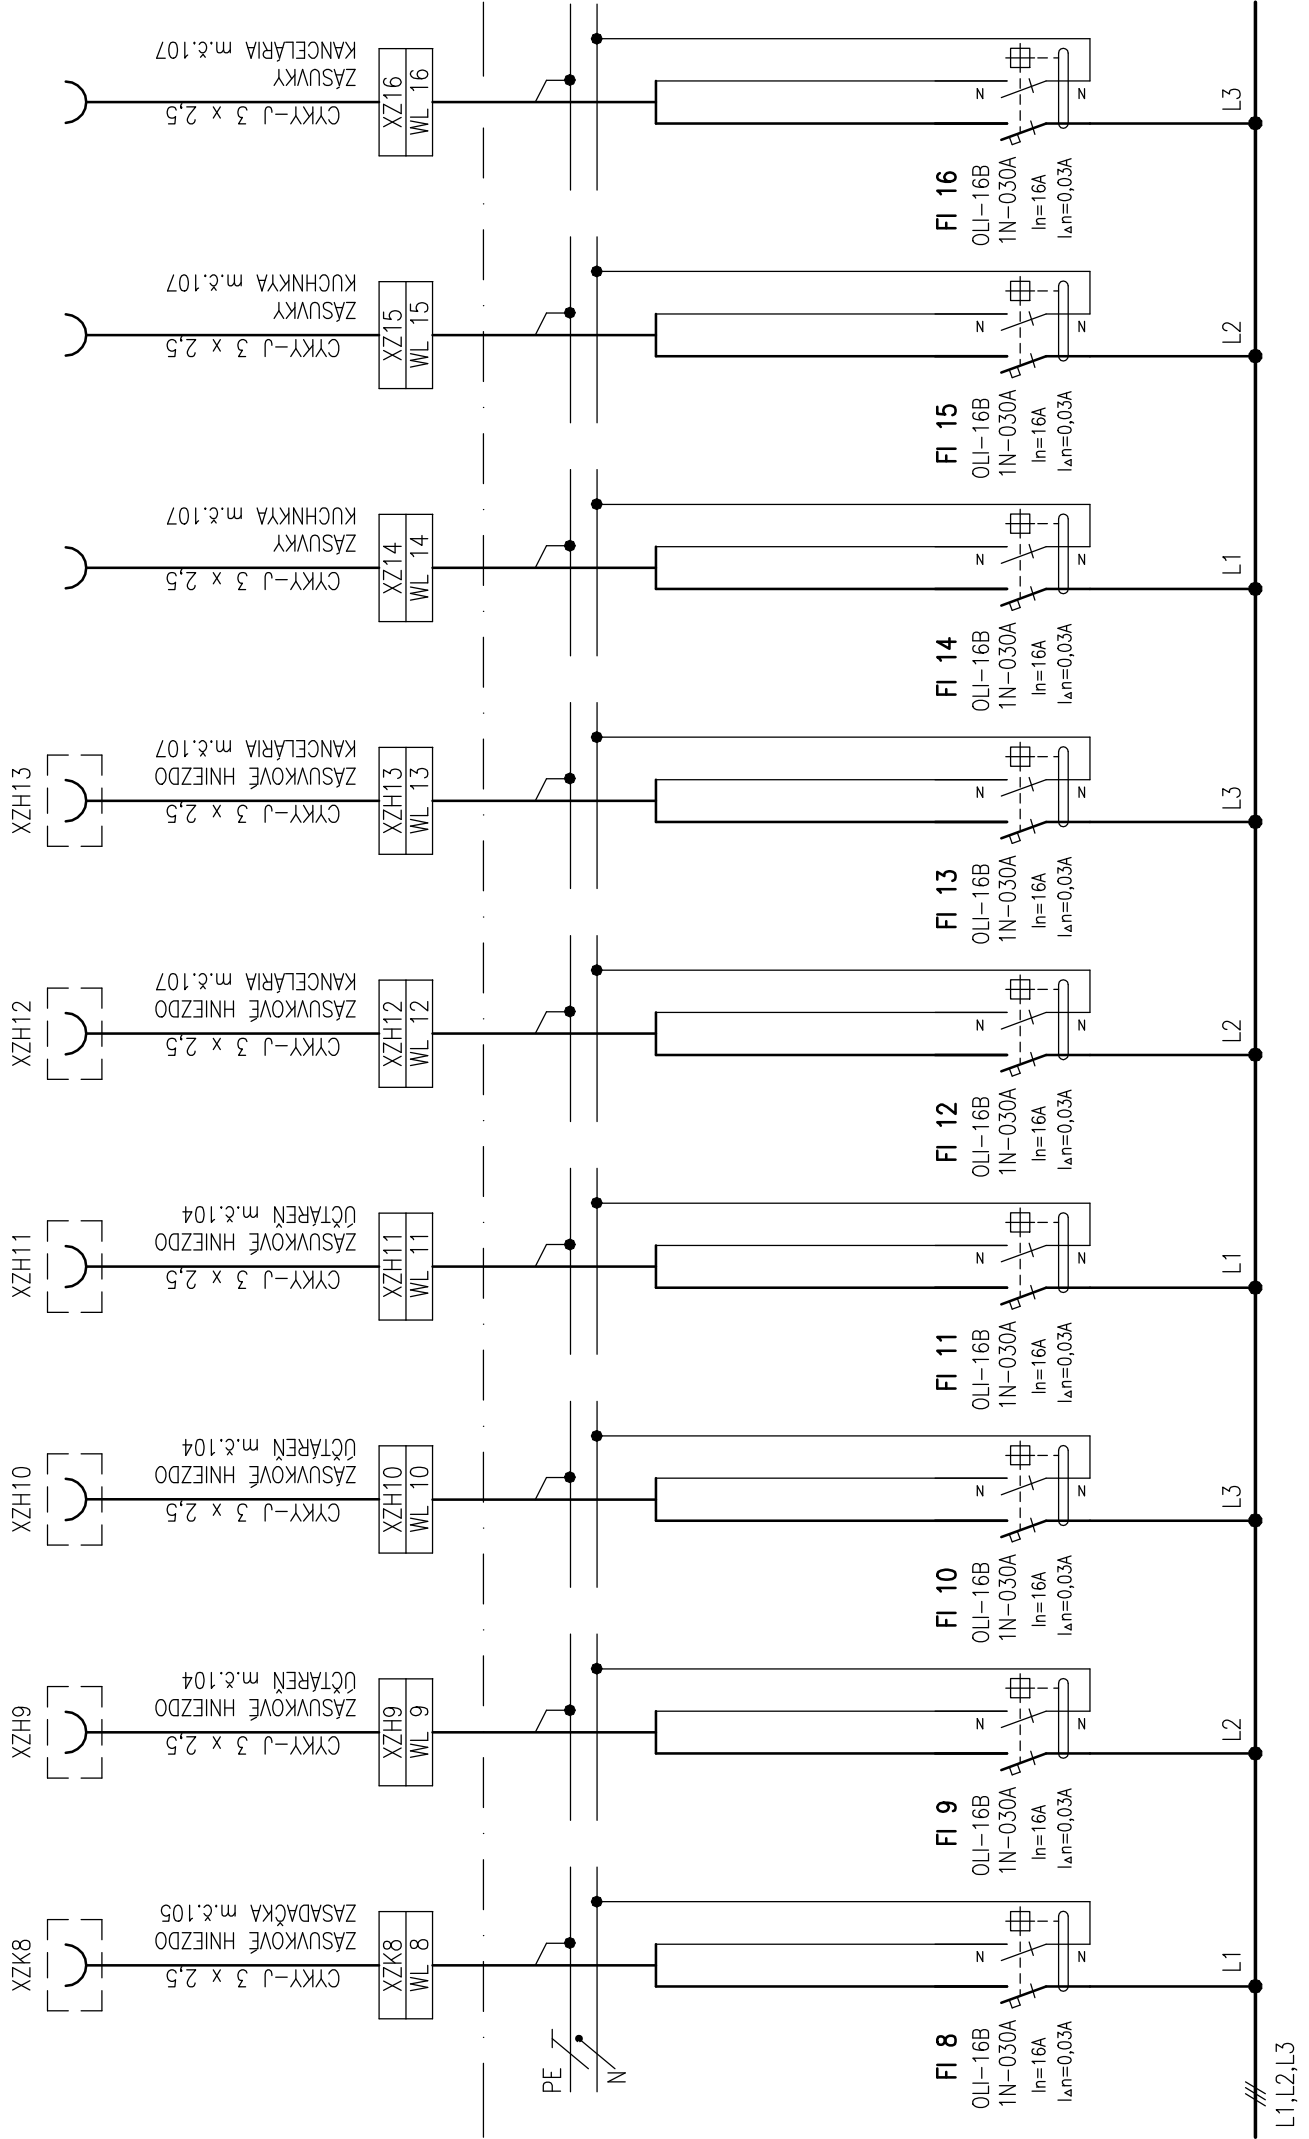 XZK8
CYKY-J 3 x 2,5
ZÁSUVKOVÉ HNIEZDO
ZASADAČKA m.č.105
XZK8
WL 8
PE
N
FI 8
OLI-16B
1N-030A
In=16A
I∆n=0,03A
N
N
L1
L1,L2,L3
XZH9
CYKY-J 3 x 2,5
ZÁSUVKOVÉ HNIEZDO
ÚČTÁREŇ m.č.104
XZH9
WL 9
FI 9
OLI-16B
1N-030A
In=16A
I∆n=0,03A
N
N
L2
XZH10
CYKY-J 3 x 2,5
ZÁSUVKOVÉ HNIEZDO
ÚČTÁREŇ m.č.104
XZH10
WL 10
FI 10
OLI-16B
1N-030A
In=16A
I∆n=0,03A
N
N
L3
XZH11
CYKY-J 3 x 2,5
ZÁSUVKOVÉ HNIEZDO
ÚČTÁREŇ m.č.104
XZH11
WL 11
FI 11
OLI-16B
1N-030A
In=16A
I∆n=0,03A
N
N
L1
XZH12
CYKY-J 3 x 2,5
ZÁSUVKOVÉ HNIEZDO
KANCELÁRIA m.č.107
XZH12
WL 12
FI 12
OLI-16B
1N-030A
In=16A
I∆n=0,03A
N
N
L2
XZH13
CYKY-J 3 x 2,5
ZÁSUVKOVÉ HNIEZDO
KANCELÁRIA m.č.107
XZH13
WL 13
FI 13
OLI-16B
1N-030A
In=16A
I∆n=0,03A
N
N
L3
CYKY-J 3 x 2,5
ZÁSUVKY
KUCHNKYA m.č.107
XZ14
WL 14
FI 14
OLI-16B
1N-030A
In=16A
I∆n=0,03A
N
N
L1
CYKY-J 3 x 2,5
ZÁSUVKY
KUCHNKYA m.č.107
XZ15
WL 15
FI 15
OLI-16B
1N-030A
In=16A
I∆n=0,03A
N
N
L2
CYKY-J 3 x 2,5
ZÁSUVKY
KANCELÁRIA m.č.107
XZ16
WL 16
FI 16
OLI-16B
1N-030A
In=16A
I∆n=0,03A
N
N
L3